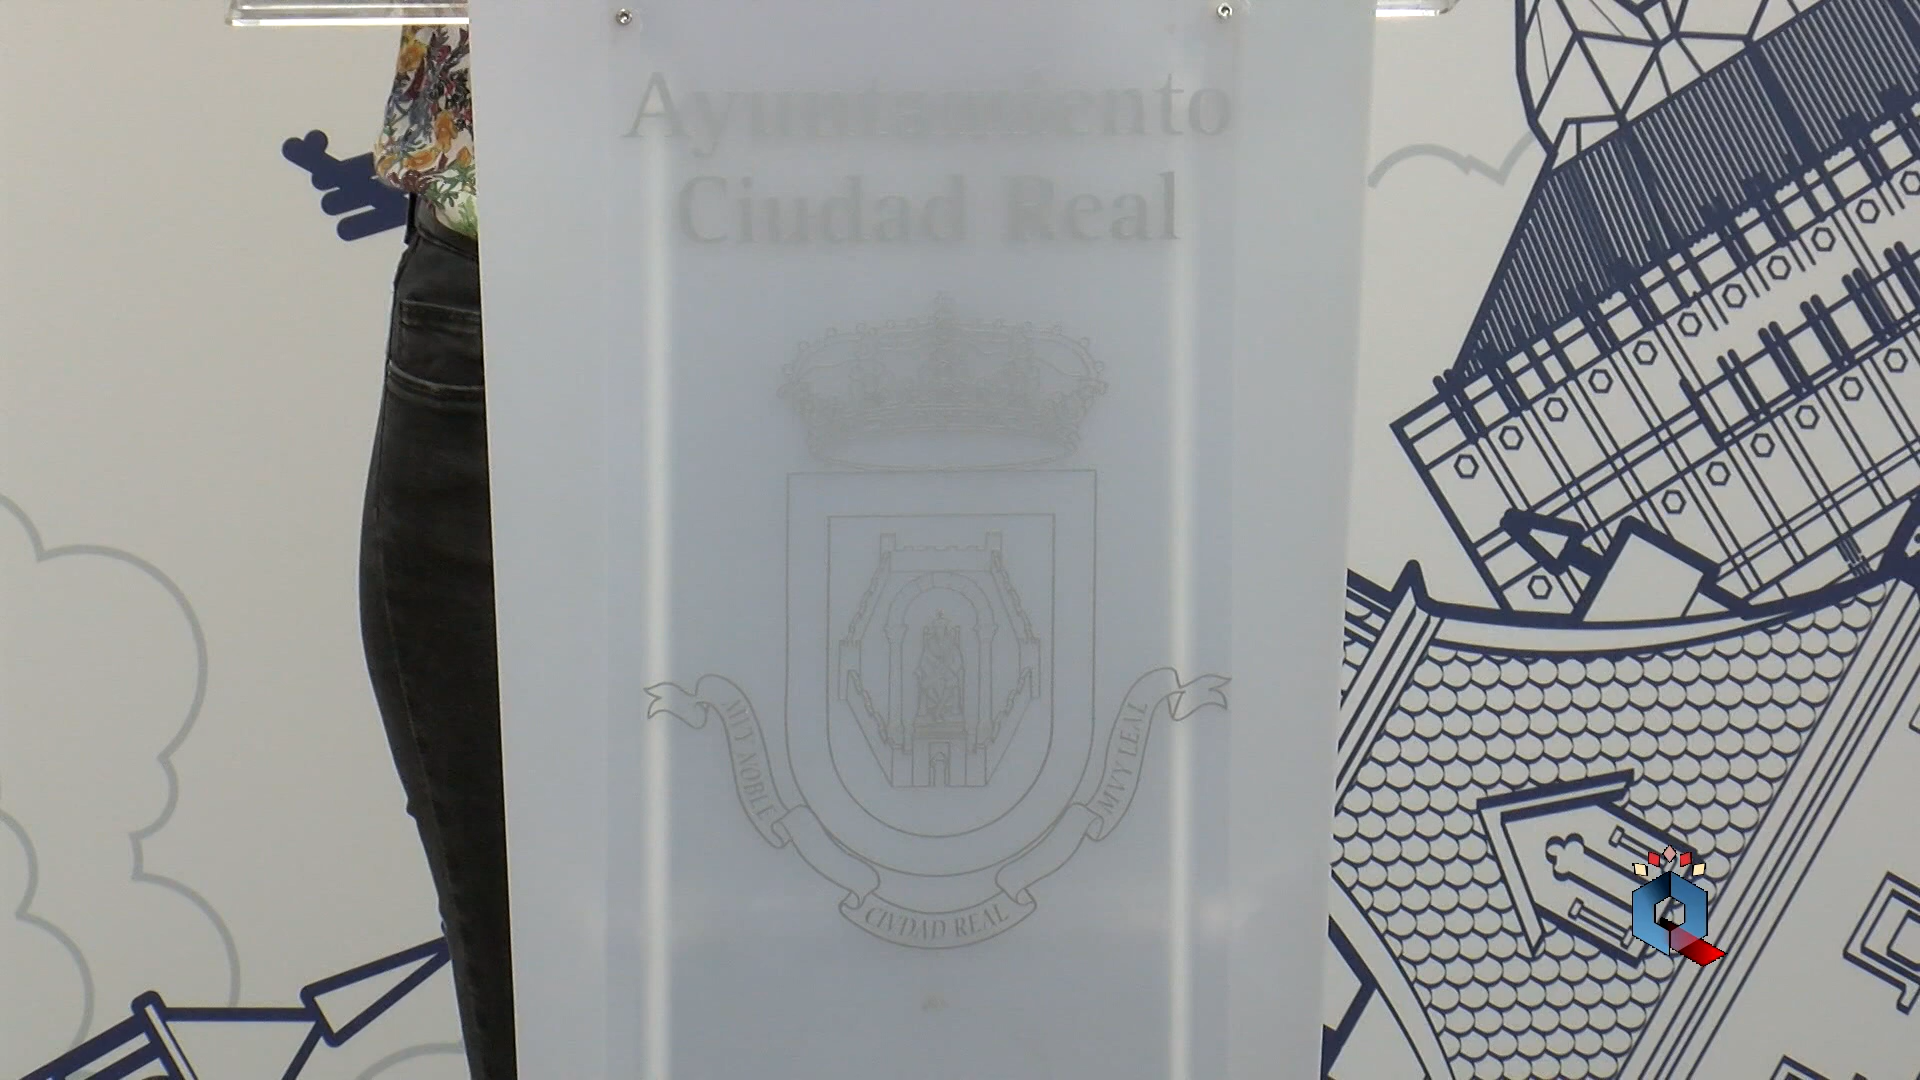 Ayuntamiento
Ciudad Real
MVY NOBLE
MVY LEAL
CIVDAD REAL